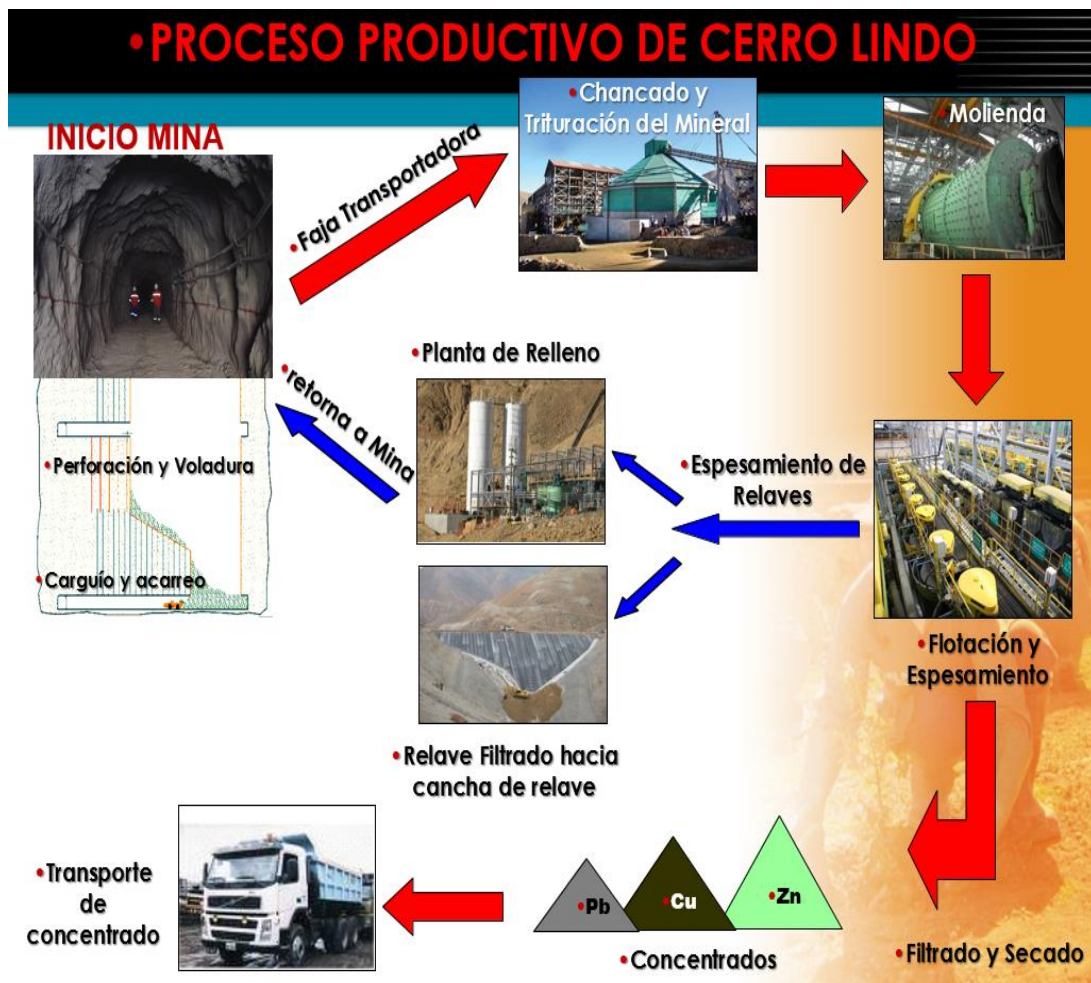 •PROCESO PRODUCTIVO DE CERRO LINDO
INICIO MINA
•Faja Transportadora
•Chancado y
Trituración del Mineral
•Molienda
•Perforación y Voladura
•Carguío y acarreo
•retorna a Mina
•Planta de Relleno
•Espesamiento de
Relaves
•Relave Filtrado hacia
cancha de relave
•Flotación y
Espesamiento
•Transporte
de
concentrado
•Pb
•Cu
•Zn
•Concentrados
•Filtrado y Secado